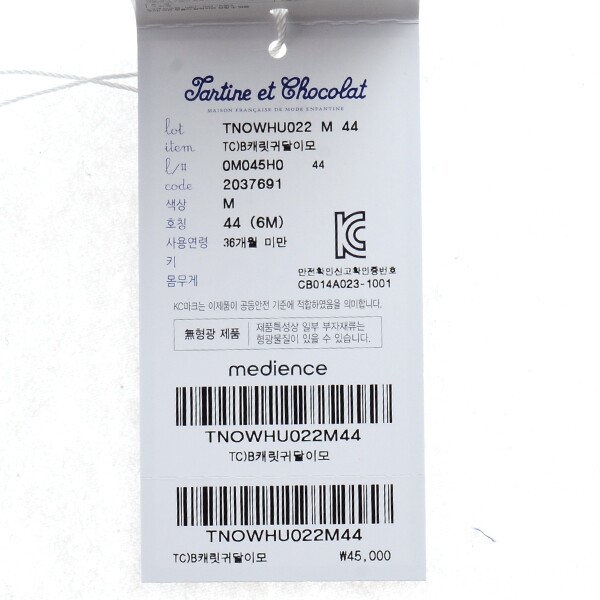 Tartine et Chocolat
MAISON FRANÇAISE DE MODE ENFANTINE
lot TNOWHU022 M 44
item TC)B캐릿귀달이모
l/# 0M045H0 44
code 2037691
색상 M
호칭 44 (6M)
사용연령 36개월 미만
키
몸무게
안전확인신고확인증번호
CB014A023-1001
KC마크는 이제품이 공동안전 기준에 적합하였음을 의미합니다.
無형광 제품
제품특성상 일부 부자재류는
형광물질이 있을 수 있습니다.
medience
TNOWHU022M44
TC)B캐릿귀달이모
TNOWHU022M44
TC)B캐릿귀달이모 ₩45,000